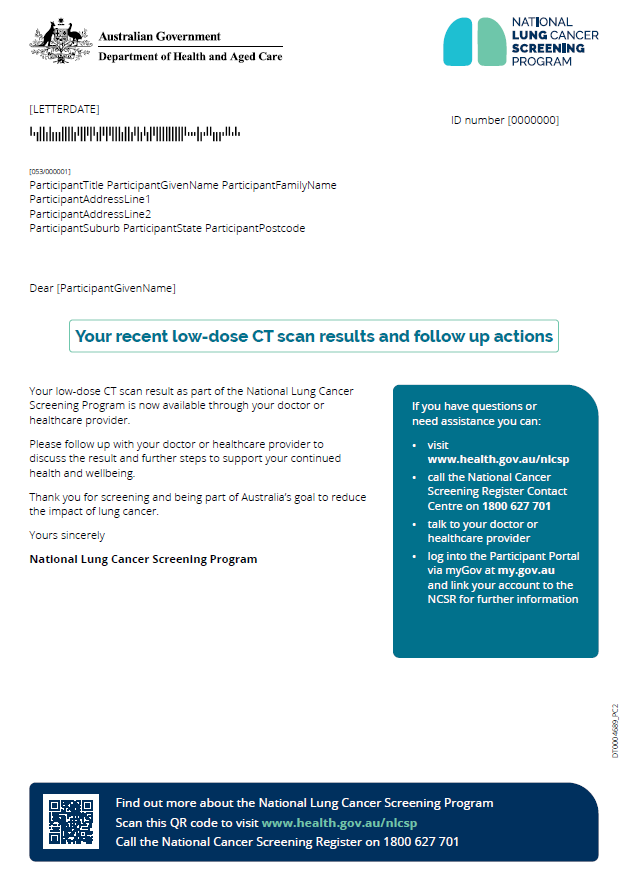 Australian Government
Department of Health and Aged Care
NATIONAL
LUNG CANCER
SCREENING
PROGRAM
[LETTERDATE]
ID number [0000000]
[053/000001]
ParticipantTitle ParticipantGivenName ParticipantFamilyName
ParticipantAddressLine1
ParticipantAddressLine2
ParticipantSuburb ParticipantState ParticipantPostcode
Dear [ParticipantGivenName]
Your recent low-dose CT scan results and follow up actions
Your low-dose CT scan result as part of the National Lung Cancer
Screening Program is now available through your doctor or
healthcare provider.
Please follow up with your doctor or healthcare provider to
discuss the result and further steps to support your continued
health and wellbeing.
Thank you for screening and being part of Australia's goal to reduce
the impact of lung cancer.
Yours sincerely
National Lung Cancer Screening Program
If you have questions or
need assistance you can:
• visit
www.health.gov.au/nlcsp
• call the National Cancer
Screening Register Contact
Centre on 1800 627 701
• talk to your doctor or
healthcare provider
• log into the Participant Portal
via myGov at my.gov.au
and link your account to the
NCSR for further information
DT0004689_PC2
Find out more about the National Lung Cancer Screening Program
Scan this QR code to visit www.health.gov.au/nlcsp
Call the National Cancer Screening Register on 1800 627 701